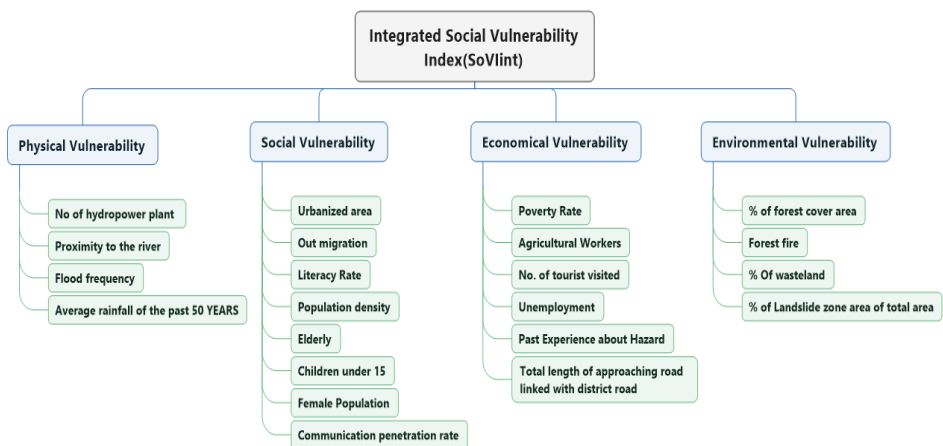 Integrated Social Vulnerability
Index(SoVIint)
Physical Vulnerability
No of hydropower plant
Proximity to the river
Flood frequency
Average rainfall of the past 50 YEARS
Social Vulnerability
Urbanized area
Out migration
Literacy Rate
Population density
Elderly
Children under 15
Female Population
Communication penetration rate
Economical Vulnerability
Poverty Rate
Agricultural Workers
No. of tourist visited
Unemployment
Past Experience about Hazard
Total length of approaching road
linked with district road
Environmental Vulnerability
% of forest cover area
Forest fire
% Of wasteland
% of Landslide zone area of total area